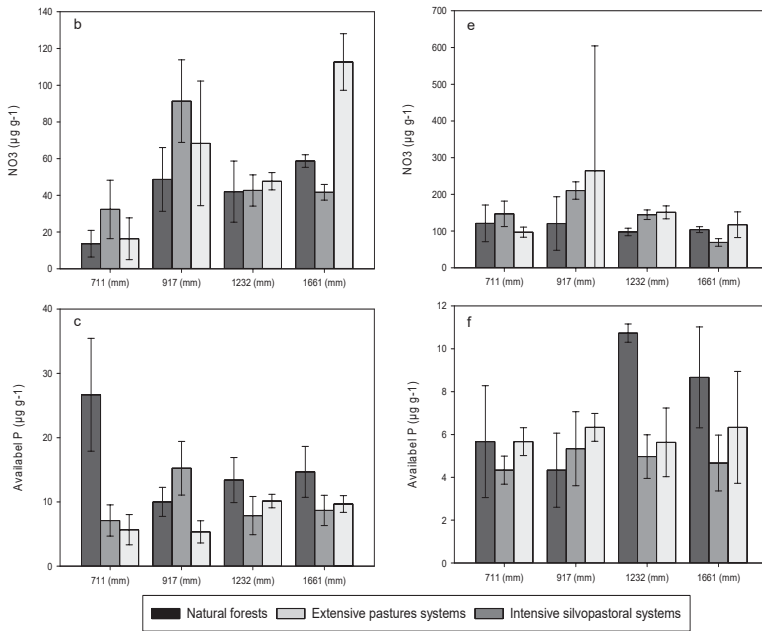 b
NO3 (µg g-1)
140
120
100
80
60
40
20
0
711 (mm) 917 (mm) 1232 (mm) 1661 (mm)
e
NO3 (µg g-1)
700
600
500
400
300
200
100
0
711 (mm) 917 (mm) 1232 (mm) 1661 (mm)
c
Availabel P (µg g-1)
40
30
20
10
0
711 (mm) 917 (mm) 1232 (mm) 1661 (mm)
f
Availabel P (µg g-1)
12
10
8
6
4
2
0
711 (mm) 917 (mm) 1232 (mm) 1661 (mm)
Natural forests Extensive pastures systems Intensive silvopastoral systems